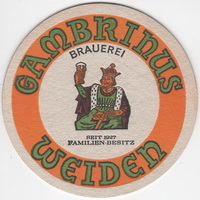 GAMBRINUS
BRAUEREI
SEIT 1927
FAMILIEN-BESITZ
WEIDEN